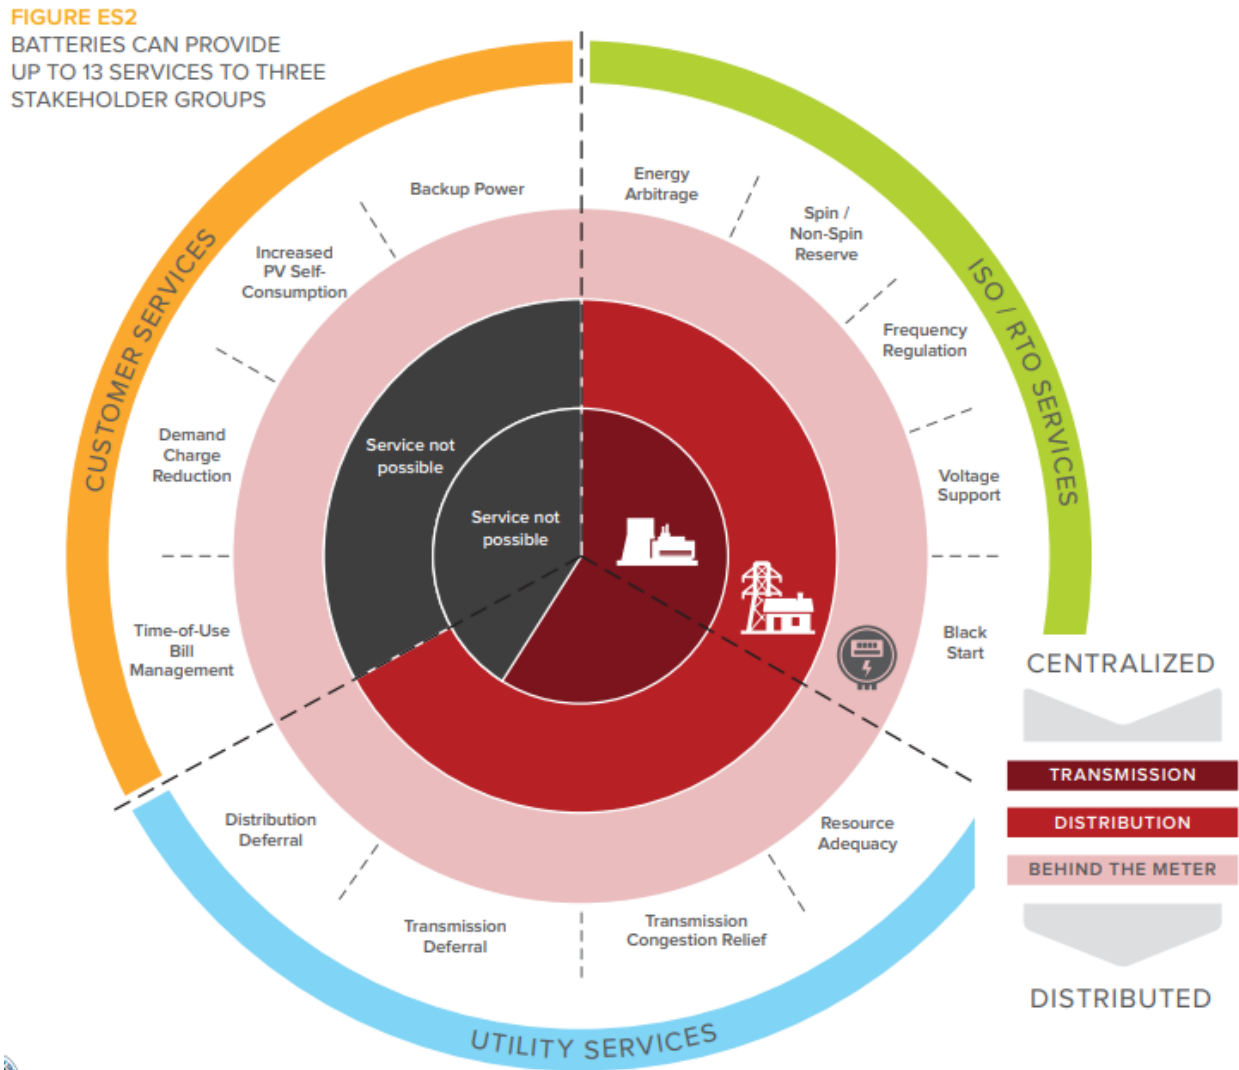 FIGURE ES2
BATTERIES CAN PROVIDE
UP TO 13 SERVICES TO THREE
STAKEHOLDER GROUPS
CUSTOMER SERVICES
ISO / RTO SERVICES
UTILITY SERVICES
Backup Power
Increased
PV Self-
Consumption
Demand
Charge
Reduction
Time-of-Use
Bill
Management
Energy
Arbitrage
Spin /
Non-Spin
Reserve
Frequency
Regulation
Voltage
Support
Black
Start
Resource
Adequacy
Transmission
Congestion Relief
Transmission
Deferral
Distribution
Deferral
Service not
possible
Service not
possible
CENTRALIZED
TRANSMISSION
DISTRIBUTION
BEHIND THE METER
DISTRIBUTED